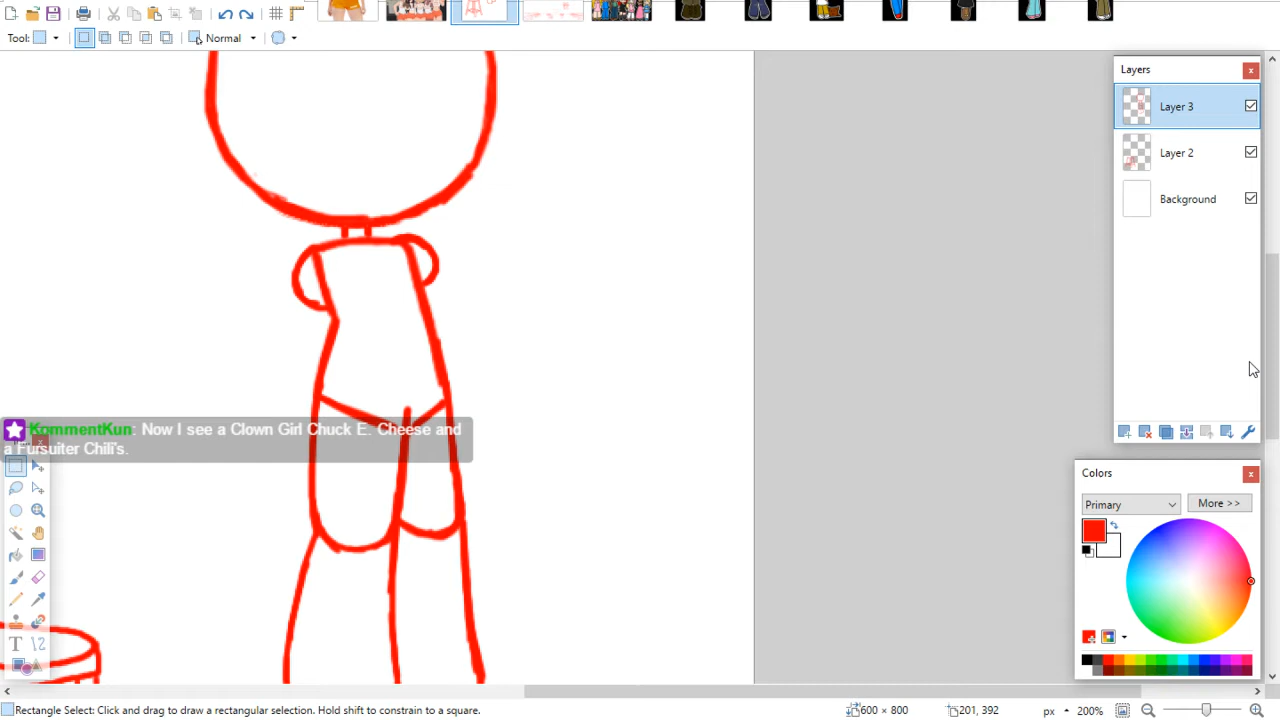 Tool:
Normal
Layers
Layer 3
Layer 2
Background
KommentKun: Now I see a Clown Girl Chuck E. Cheese and
a Fursuiter Chili's.
Colors
Primary
More >>
Rectangle Select: Click and drag to draw a rectangular selection. Hold shift to constrain to a square.
600 × 800
201, 392
px
200%